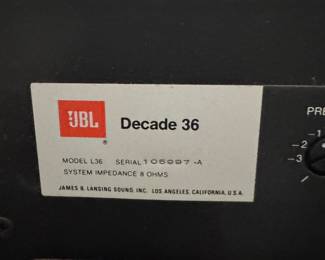 JBL
®
Decade 36
MODEL L36 SERIAL 106997-A
SYSTEM IMPEDANCE 8 OHMS
JAMES B. LANSING SOUND, INC. LOS ANGELES, CALIFORNIA, U.S.A.
PRE
-2
-3